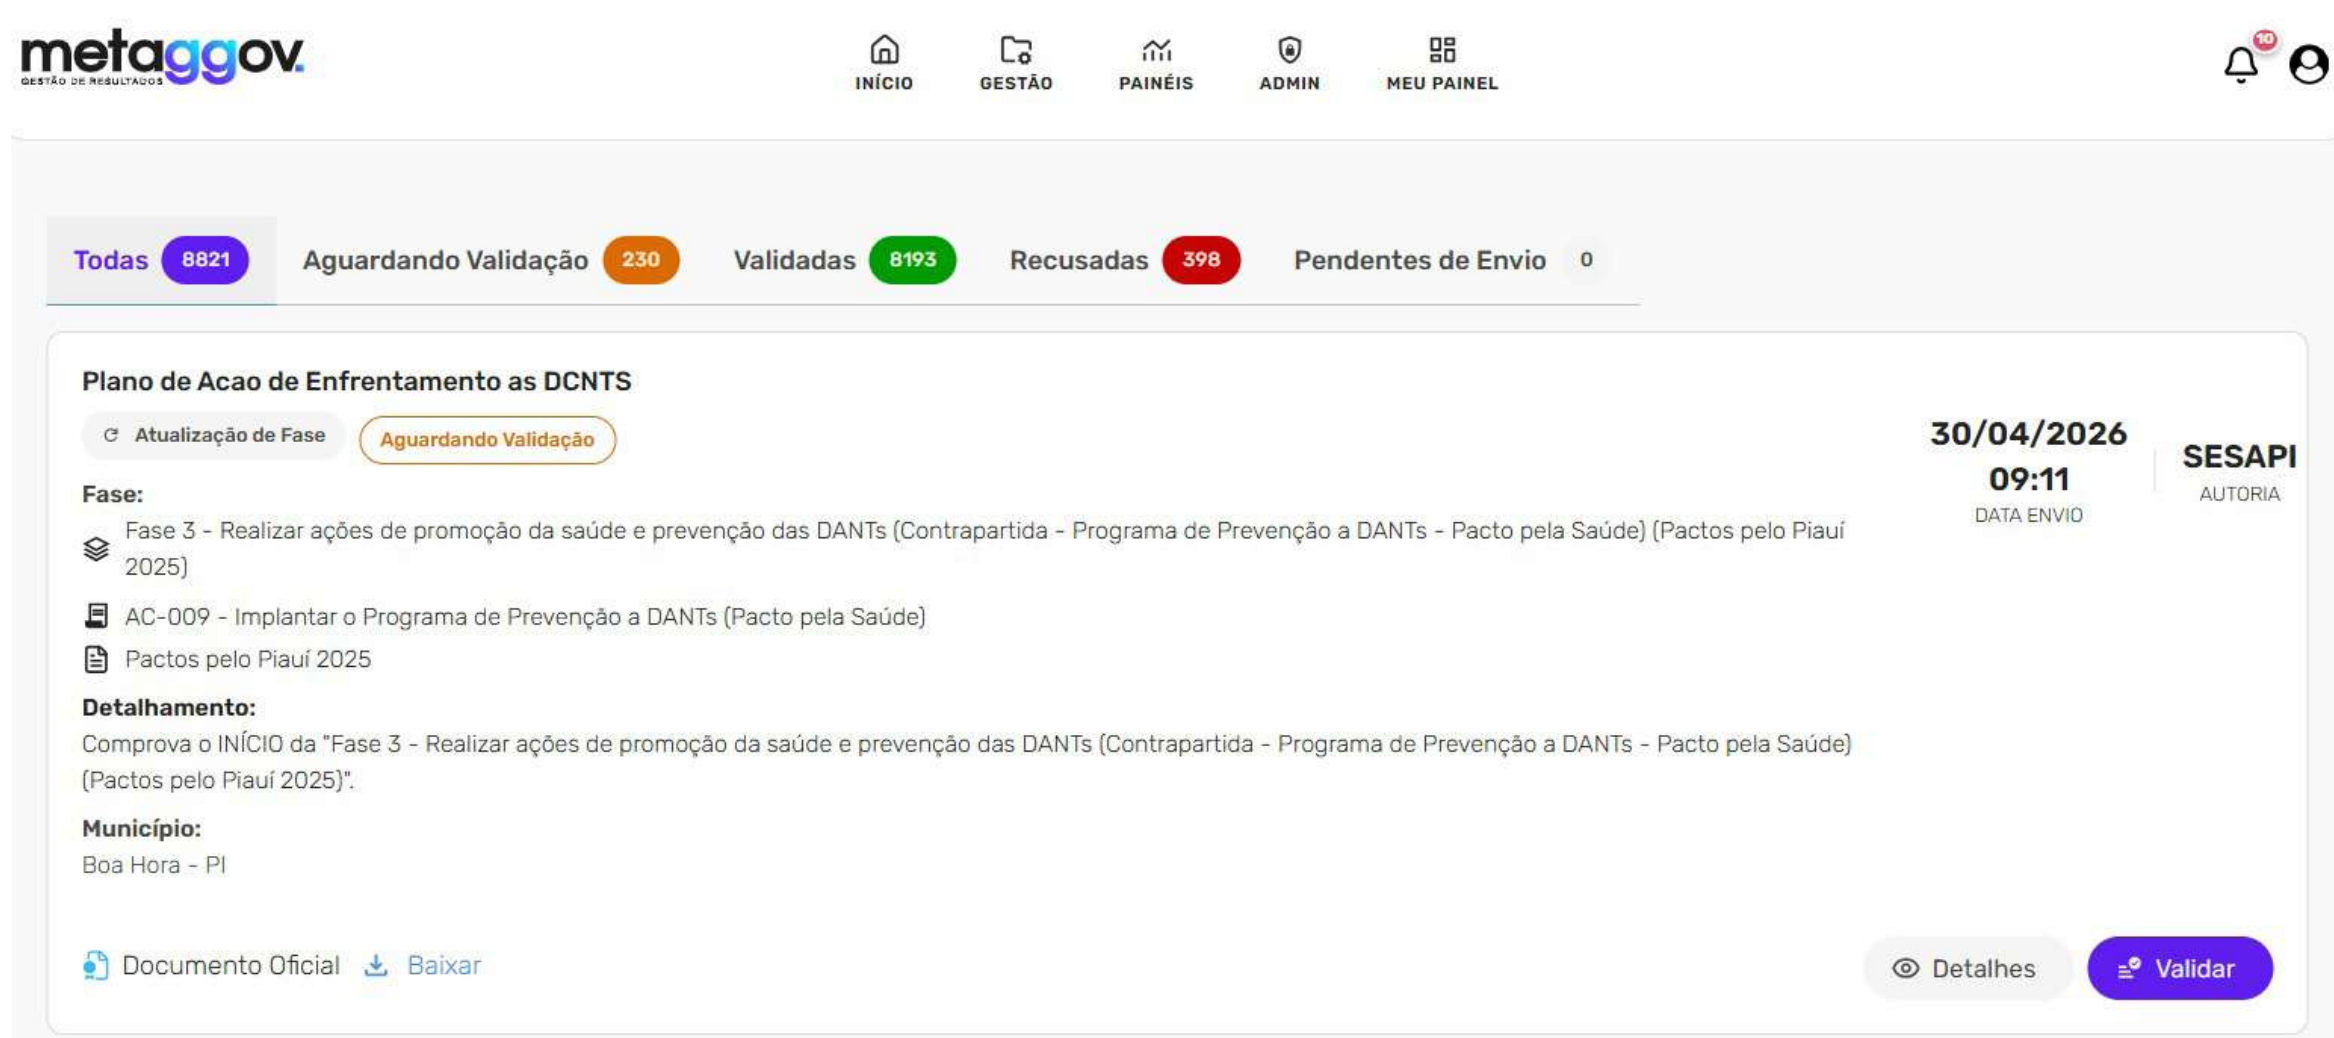 metaggov.
GESTÃO DE RESULTADOS
INÍCIO
GESTÃO
PAINÉIS
ADMIN
MEU PAINEL
10
Todas 8821
Aguardando Validação 230
Validadas 8193
Recusadas 398
Pendentes de Envio 0
Plano de Acao de Enfrentamento as DCNTS
Atualização de Fase
Aguardando Validação
Fase:
Fase 3 - Realizar ações de promoção da saúde e prevenção das DANTs (Contrapartida - Programa de Prevenção a DANTs - Pacto pela Saúde) (Pactos pelo Piauí
2025)
AC-009 - Implantar o Programa de Prevenção a DANTs (Pacto pela Saúde)
Pactos pelo Piauí 2025
Detalhamento:
Comprova o INÍCIO da "Fase 3 - Realizar ações de promoção da saúde e prevenção das DANTs (Contrapartida - Programa de Prevenção a DANTs - Pacto pela Saúde)
(Pactos pelo Piauí 2025)".
Município:
Boa Hora - PI
30/04/2026
09:11
DATA ENVIO
SESAPI
AUTORIA
Documento Oficial
Baixar
Detalhes
Validar